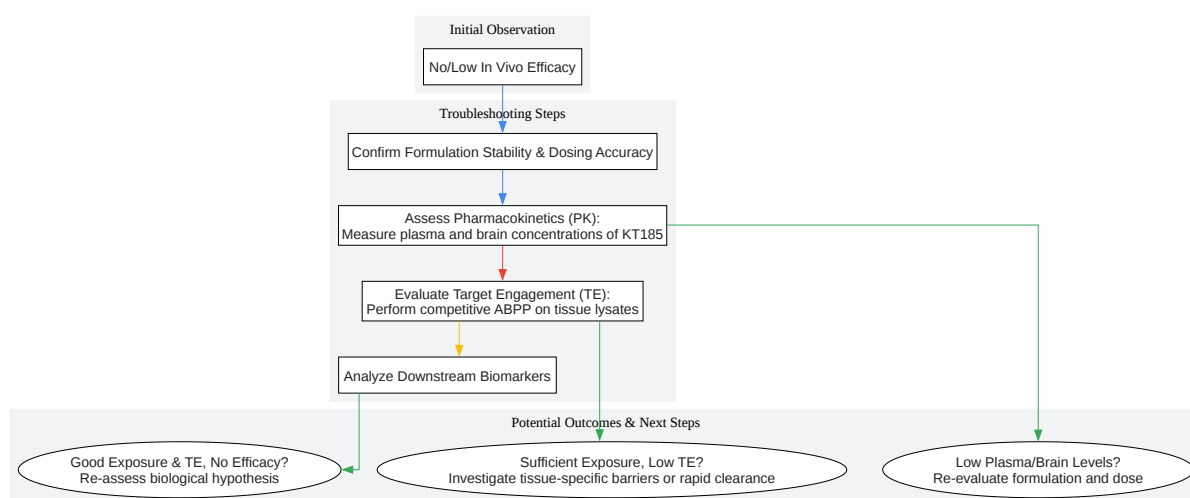 Initial Observation
No/Low In Vivo Efficacy
Troubleshooting Steps
Confirm Formulation Stability & Dosing Accuracy
Assess Pharmacokinetics (PK):
Measure plasma and brain concentrations of KT185
Evaluate Target Engagement (TE):
Perform competitive ABPP on tissue lysates
Analyze Downstream Biomarkers
Potential Outcomes & Next Steps
Good Exposure & TE, No Efficacy?
Re-assess biological hypothesis
Sufficient Exposure, Low TE?
Investigate tissue-specific barriers or rapid clearance
Low Plasma/Brain Levels?
Re-evaluate formulation and dose